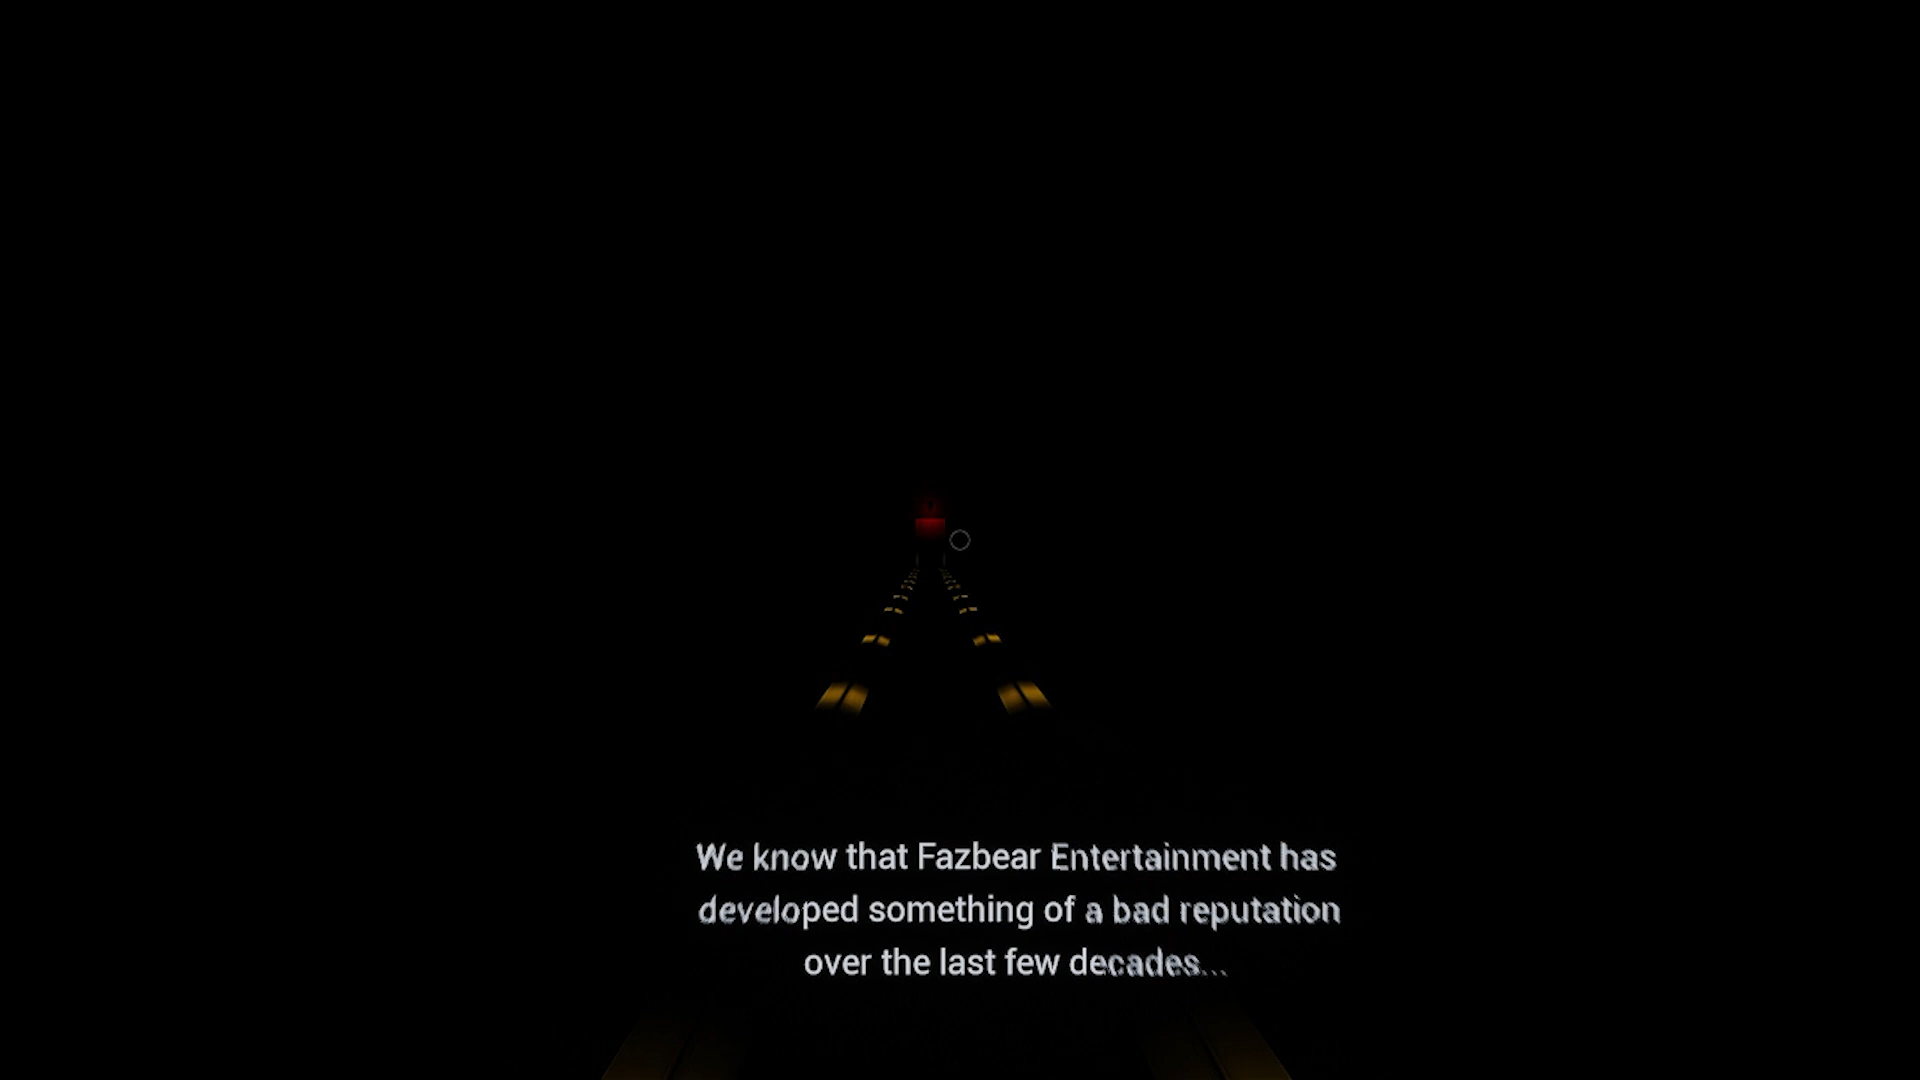 We know that Fazbear Entertainment has
developed something of a bad reputation
over the last few decades...